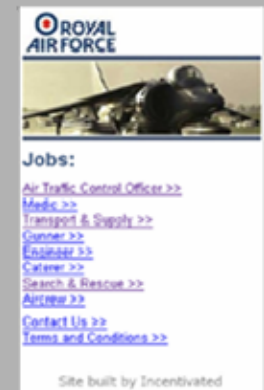 ROYAL
AIR FORCE
Jobs:
Air Traffic Control Officer >>
Medic >>
Transport & Supply >>
Gunner >>
Engineer >>
Caterer >>
Search & Rescue >>
Aircrew >>
Contact Us >>
Terms and Conditions >>
Site built by Incentivated